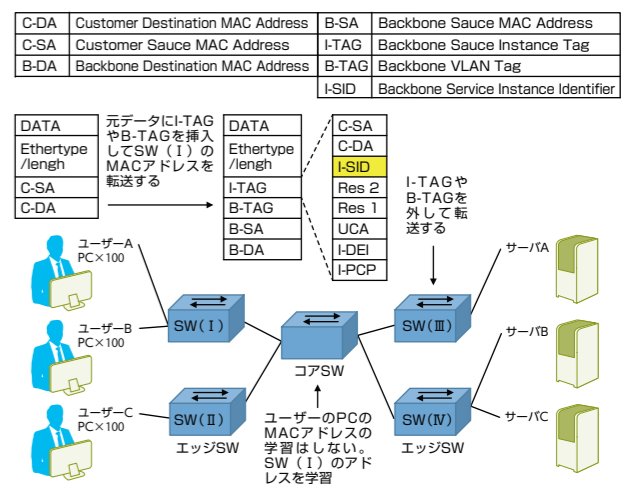 C-DA Customer Destination MAC Address B-SA Backbone Sauce MAC Address
C-SA Customer Sauce MAC Address I-TAG Backbone Sauce Instance Tag
B-DA Backbone Destination MAC Address B-TAG Backbone VLAN Tag
I-SID Backbone Service Instance Identifier
DATA
Ethertype
/lengh
C-SA
C-DA
元データにI-TAG
やB-TAGを挿入
してSW（Ⅰ）の
MACアドレスを
転送する
DATA
Ethertype
/lengh
I-TAG
B-TAG
B-SA
B-DA
C-SA
C-DA
I-SID
Res 2
Res 1
UCA
I-DEI
I-PCP
I-TAGや
B-TAGを
外して転
送する
ユーザーA
PC×100
ユーザーB
PC×100
ユーザーC
PC×100
SW(Ⅰ)
SW(Ⅱ)
エッジSW
コアSW
ユーザーのPCの
MACアドレスの
学習はしない。
SW（Ⅰ）のアド
レスを学習
SW(Ⅲ)
SW(Ⅳ)
エッジSW
サーバA
サーバB
サーバC